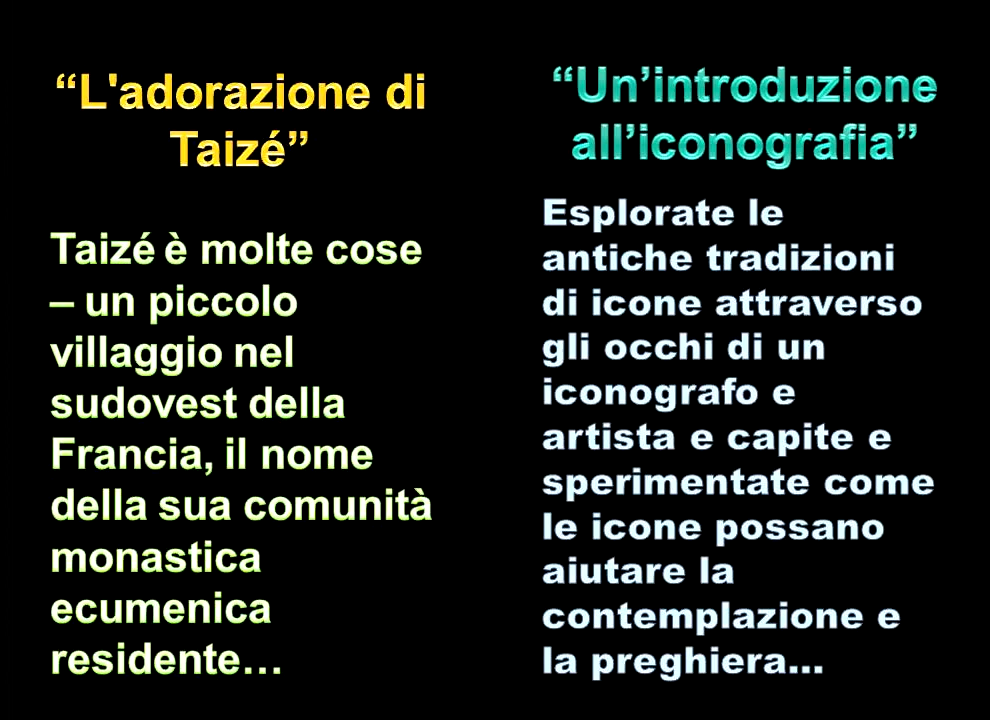 “L'adorazione di
Taizé”
Taizé è molte cose
– un piccolo
villaggio nel
sudovest della
Francia, il nome
della sua comunità
monastica
ecumenica
residente…
“Un’introduzione
all’iconografia”
Esplorate le
antiche tradizioni
di icone attraverso
gli occhi di un
iconografo e
artista e capite e
sperimentate come
le icone possano
aiutare la
contemplazione e
la preghiera…